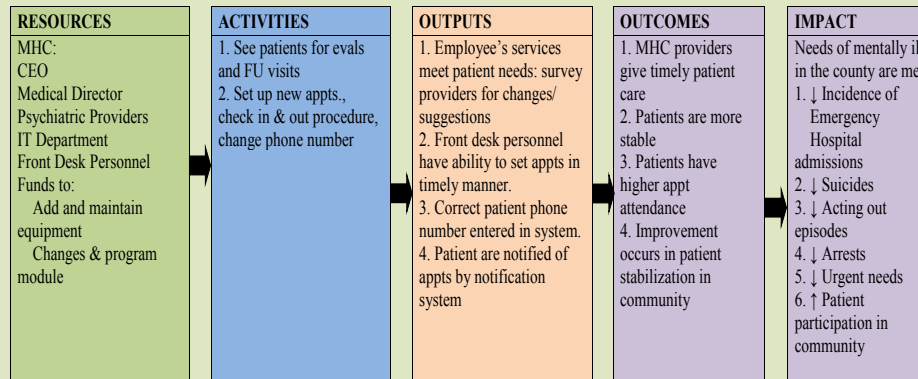 RESOURCES
MHC:
CEO
Medical Director
Psychiatric Providers
IT Department
Front Desk Personnel
Funds to:
Add and maintain
equipment
Changes & program
module
ACTIVITIES
1. See patients for evals
and FU visits
2. Set up new appts.,
check in & out procedure,
change phone number
OUTPUTS
1. Employee’s services
meet patient needs: survey
providers for changes/
suggestions
2. Front desk personnel
have ability to set appts in
timely manner.
3. Correct patient phone
number entered in system.
4. Patient are notified of
appts by notification
system
OUTCOMES
1. MHC providers
give timely patient
care
2. Patients are more
stable
3. Patients have
higher appt
attendance
4. Improvement
occurs in patient
stabilization in
community
IMPACT
Needs of mentally
in the county are
1. ↓ Incidence of
Emergency
Hospital
admissions
2. ↓ Suicides
3. ↓ Acting out
episodes
4. ↓ Arrests
5. ↓ Urgent needs
6. ↑ Patient
participation in
community